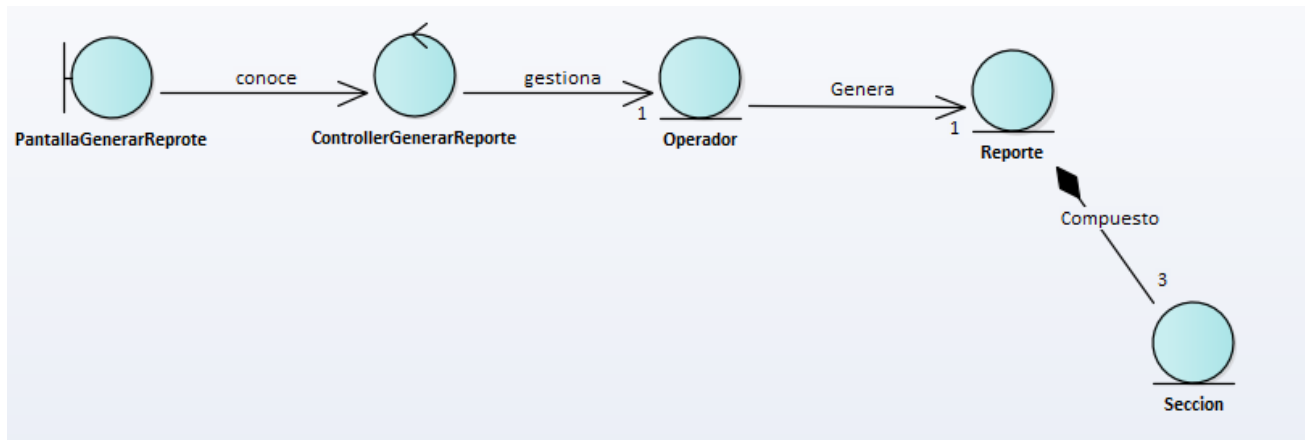 conoce
gestiona
Genera
1
1
PantallaGenerarReprote
ControllerGenerarReporte
Operador
Reporte
Compuesto
3
Seccion